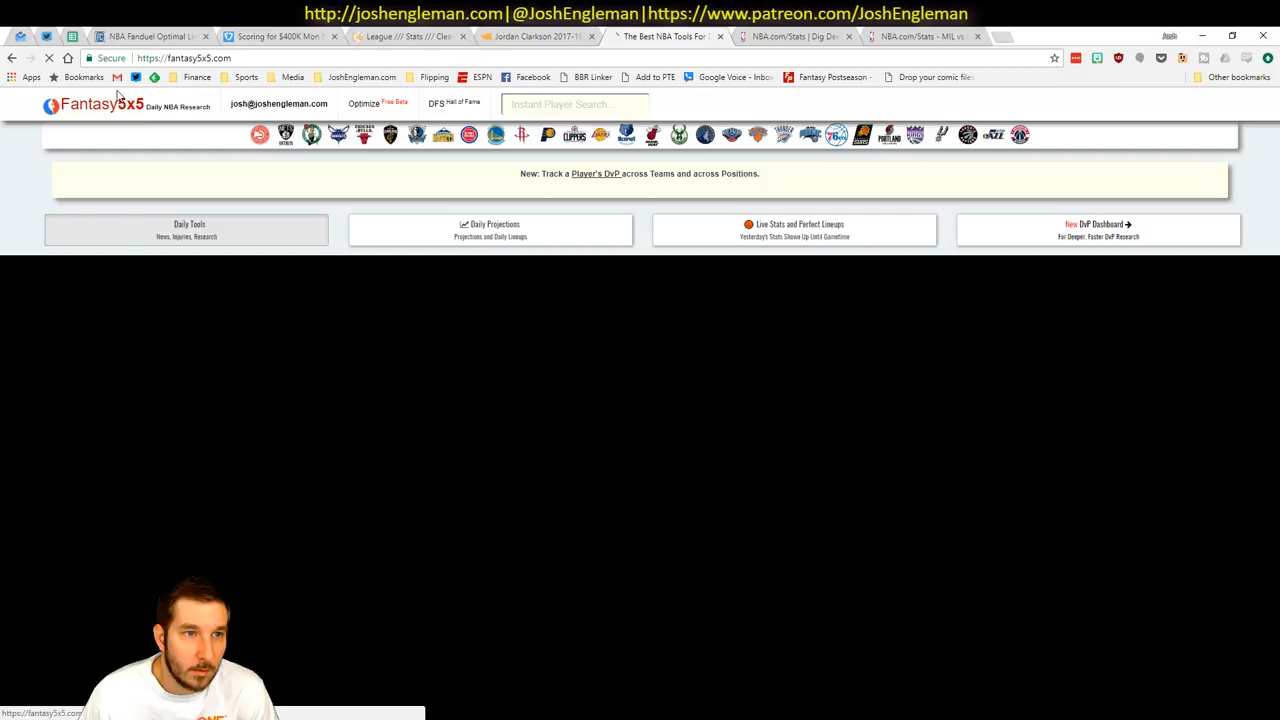 http://joshengleman.com|@JoshEngleman|https://www.patreon.com/JoshEngleman
NBA Fanduel Optimal Li
Scoring for $400K Mon
League /// Stats /// Clea
Jordan Clarkson 2017-18
The Best NBA Tools For D
NBA.com/Stats | Dig De
NBA.com/Stats - MIL vs
Josh
Secure
https://fantasy5x5.com
Apps
Bookmarks
Finance
Sports
Media
JoshEngleman.com
Flipping
ESPN
Facebook
BBR Linker
Add to PTE
Google Voice - Inbox
Fantasy Postseason -
Drop your comic files
Other bookmarks
Fantasy5x5 Daily NBA Research
josh@joshengleman.com
Optimize Free Beta
DFS Hall of Fame
Instant Player Search...
New: Track a Player's DvP across Teams and across Positions.
Daily Tools
News, Injuries, Research
Daily Projections
Projections and Daily Lineups
Live Stats and Perfect Lineups
Yesterday's Stats Shown Up Until Gametime
New DvP Dashboard
For Deeper, Faster DvP Research
https://fantasy5x5.com